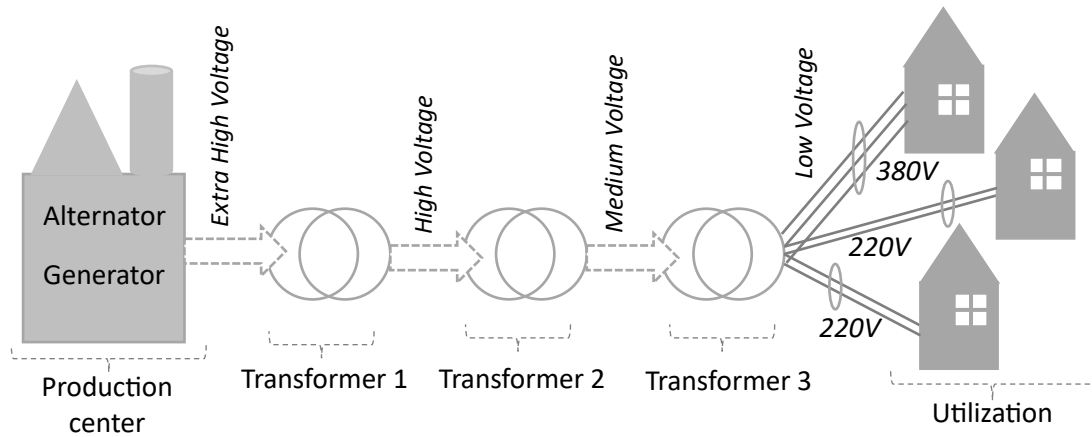 Extra High Voltage
High Voltage
Medium Voltage
Low Voltage
Alternator
Generator
380V
220V
220V
Production
center
Transformer 1
Transformer 2
Transformer 3
Utilization